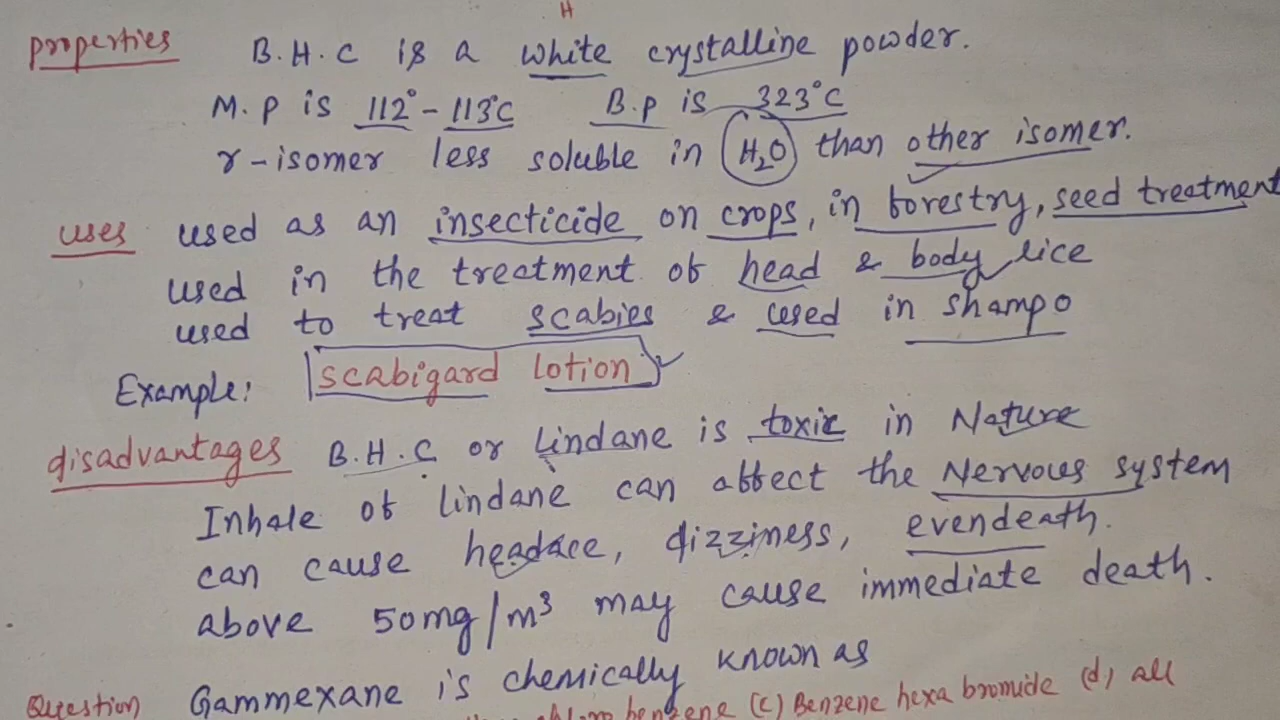 H
properties B.H.C is a white crystalline powder.
M.P is 112° - 113°C B.p is 323°C
γ-isomer less soluble in H₂O than other isomer.
uses used as an insecticide on crops, in forestry, seed treatment
used in the treatment of head & body lice
used to treat scabies & used in shampo
Example: scabigard lotion
disadvantages B.H.C or Lindane is toxic in Nature
Inhale of lindane can affect the Nervous system
can cause headace, dizziness, even death.
above 50mg/m³ may cause immediate death.
Question Gammexane is chemically known as
benzene (c) Benzene hexa bromide (d) all